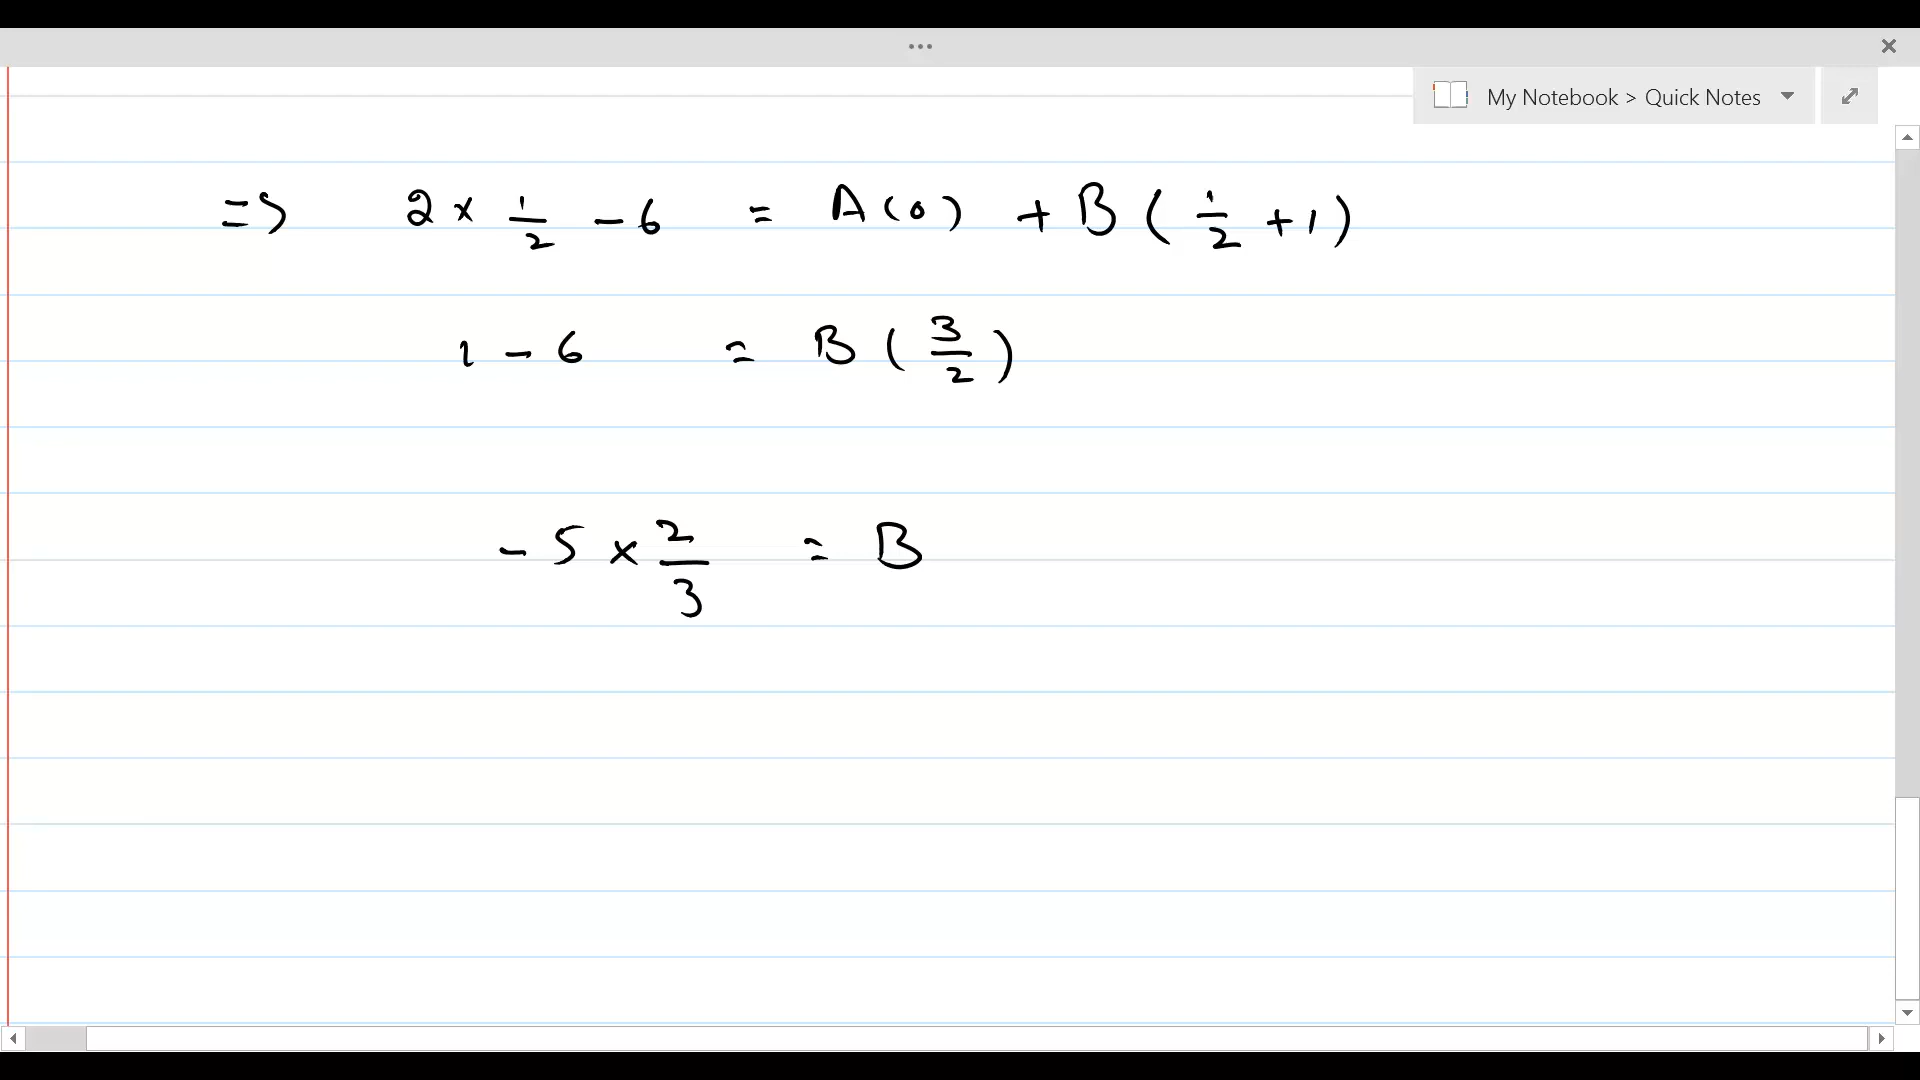 My Notebook > Quick Notes
=> 2 × 1/2 - 6 = A(0) + B(1/2 + 1)
1 - 6 = B(3/2)
- 5 × 2/3 = B